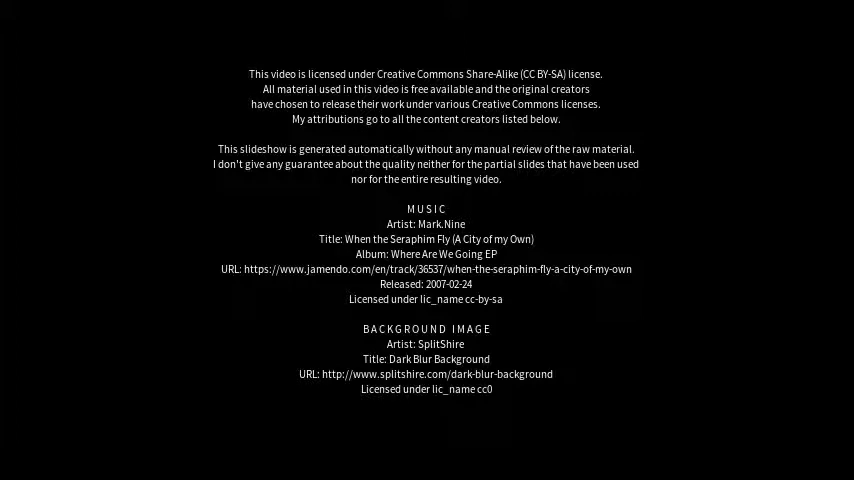 This video is licensed under Creative Commons Share-Alike (CC BY-SA) license.
All material used in this video is free available and the original creators
have chosen to release their work under various Creative Commons licenses.
My attributions go to all the content creators listed below.
This slideshow is generated automatically without any manual review of the raw material.
I don't give any guarantee about the quality neither for the partial slides that have been used
nor for the entire resulting video.
MUSIC
Artist: Mark.Nine
Title: When the Seraphim Fly (A City of my Own)
Album: Where Are We Going EP
URL: https://www.jamendo.com/en/track/36537/when-the-seraphim-fly-a-city-of-my-own
Released: 2007-02-24
Licensed under lic_name cc-by-sa
BACKGROUND IMAGE
Artist: SplitShire
Title: Dark Blur Background
URL: http://www.splitshire.com/dark-blur-background
Licensed under lic_name cc0